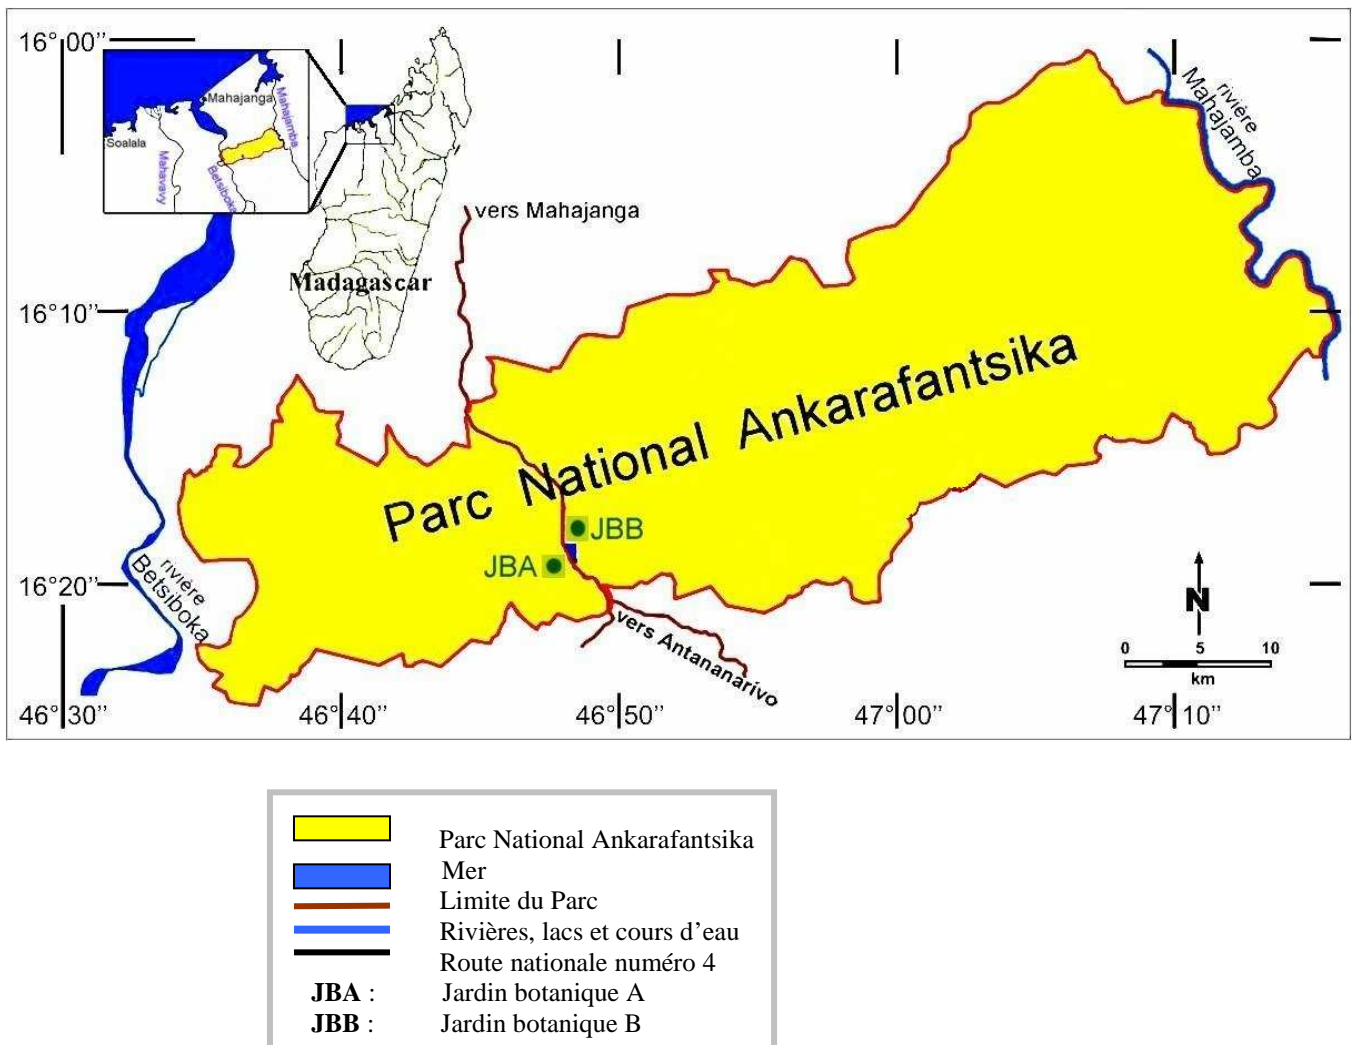 16°00’’
Mahajanga
Mahajamba
Soalala
Mahavavy
Betsiboka
rivière
Mahajamba
vers Mahajanga
Madagascar
16°10’’
Parc National Ankarafantsika
JBB
JBA
16°20’’
rivière
Betsiboka
vers Antananarivo
N
0 5 10
km
46°30’’ 46°40’’ 46°50’’ 47°00’’ 47°10’’
Parc National Ankarafantsika
Mer
Limite du Parc
Rivières, lacs et cours d’eau
Route nationale numéro 4
JBA : Jardin botanique A
JBB : Jardin botanique B